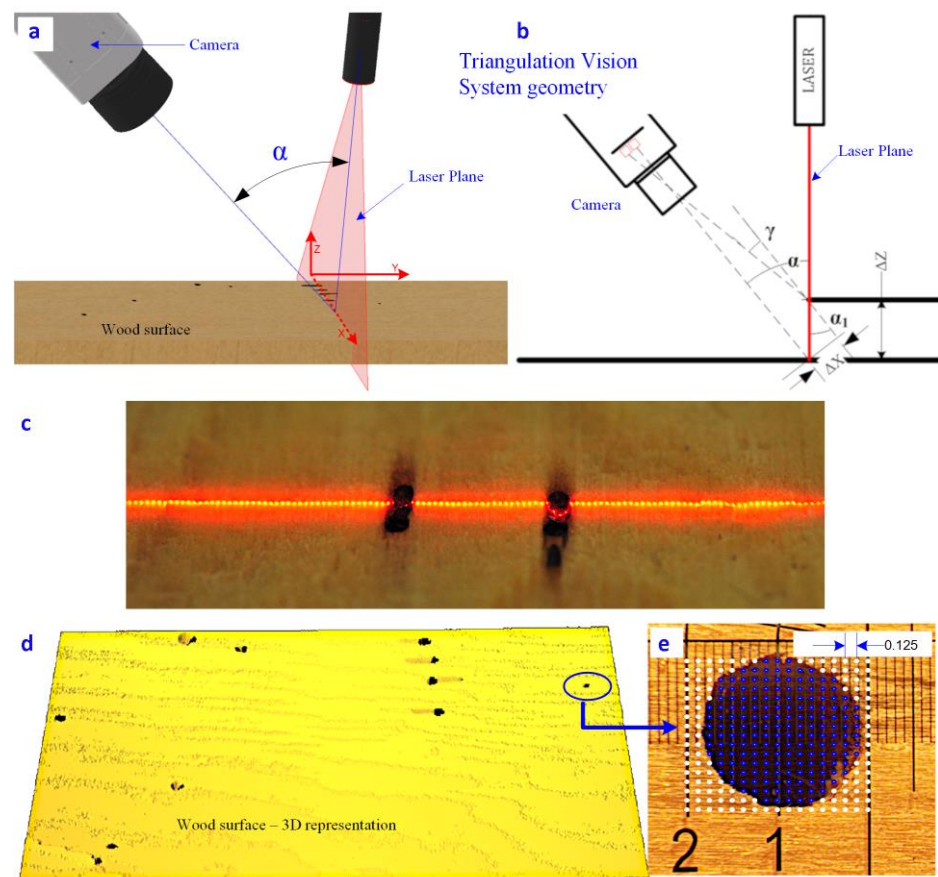 a
Camera
α
Laser Plane
Z
Y
X
Wood surface
b
Triangulation Vision
System geometry
LASER
Laser Plane
Camera
γ
α
ΔZ
α1
ΔX
c
d
Wood surface – 3D representation
e
0.125
2 1